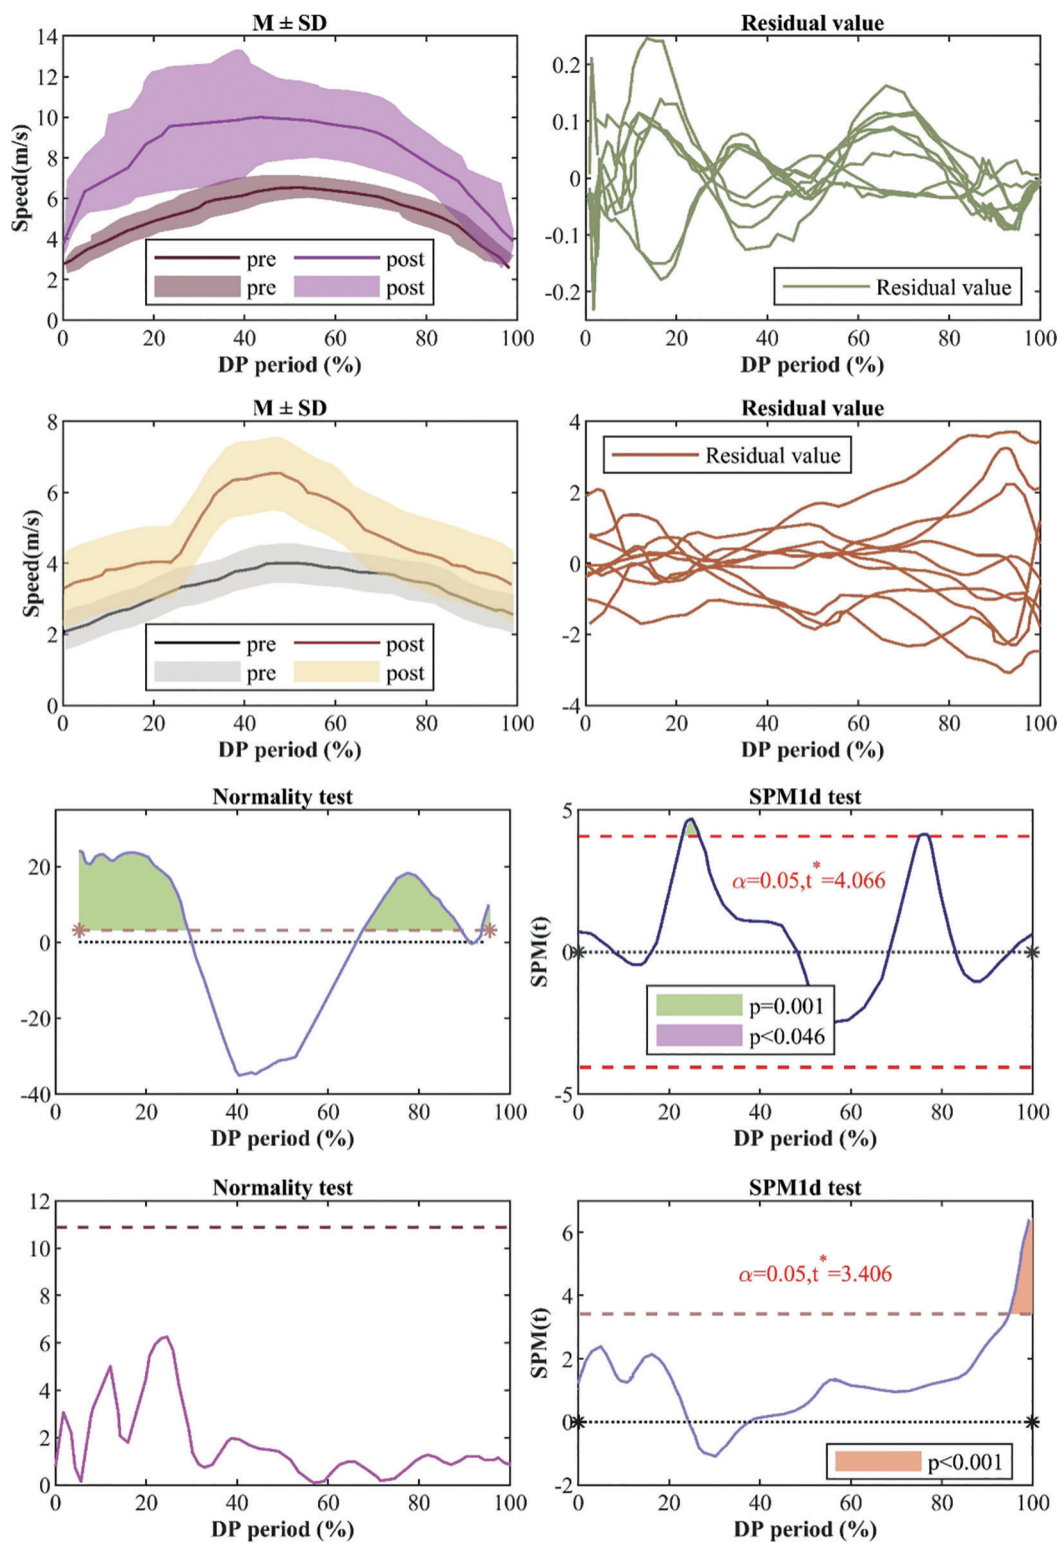 M ± SD
14
12
10
8
6
4
2
0
Speed(m/s)
pre post
pre post
0 20 40 60 80 100
DP period (%)
Residual value
0.2
0.1
0
-0.1
-0.2
Residual value
0 20 40 60 80 100
DP period (%)
M ± SD
8
6
4
2
0
Speed(m/s)
pre post
pre post
0 20 40 60 80 100
DP period (%)
Residual value
4
2
0
-2
-4
Residual value
0 20 40 60 80 100
DP period (%)
Normality test
20
0
-20
-40
0 20 40 60 80 100
DP period (%)
SPM1d test
5
0
-5
SPM(t)
α=0.05,t*=4.066
p=0.001
p<0.046
0 20 40 60 80 100
DP period (%)
Normality test
12
10
8
6
4
2
0
0 20 40 60 80 100
DP period (%)
SPM1d test
6
4
2
0
-2
SPM(t)
α=0.05,t*=3.406
p<0.001
0 20 40 60 80 100
DP period (%)